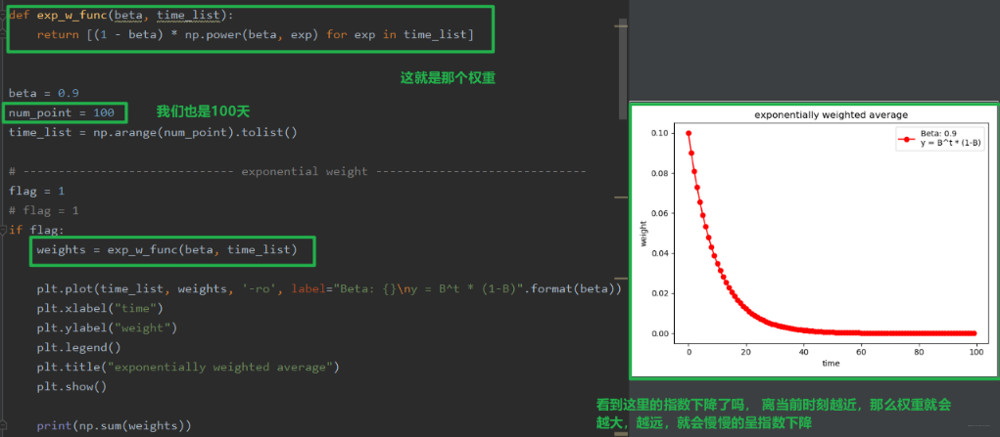 def exp_w_func(beta, time_list):
return [(1 - beta) * np.power(beta, exp) for exp in time_list]
这就是那个权重
beta = 0.9
num_point = 100
我们也是100天
time_list = np.arange(num_point).tolist()
# ---------------------------- exponential weight ----------------------------
flag = 1
# flag = 1
if flag:
weights = exp_w_func(beta, time_list)
plt.plot(time_list, weights, '-ro', label="Beta: {}\ny = B^t * (1-B)".format(beta))
plt.xlabel("time")
plt.ylabel("weight")
plt.legend()
plt.title("exponentially weighted average")
plt.show()
print(np.sum(weights))
exponentially weighted average
Beta: 0.9
y = B^t * (1-B)
0.10
0.08
0.06
0.04
0.02
0.00
weight
0 20 40 60 80 100
time
看到这里的指数下降了吗， 离当前时刻越近，那么权重就会
越大，越远，就会慢慢的呈指数下降